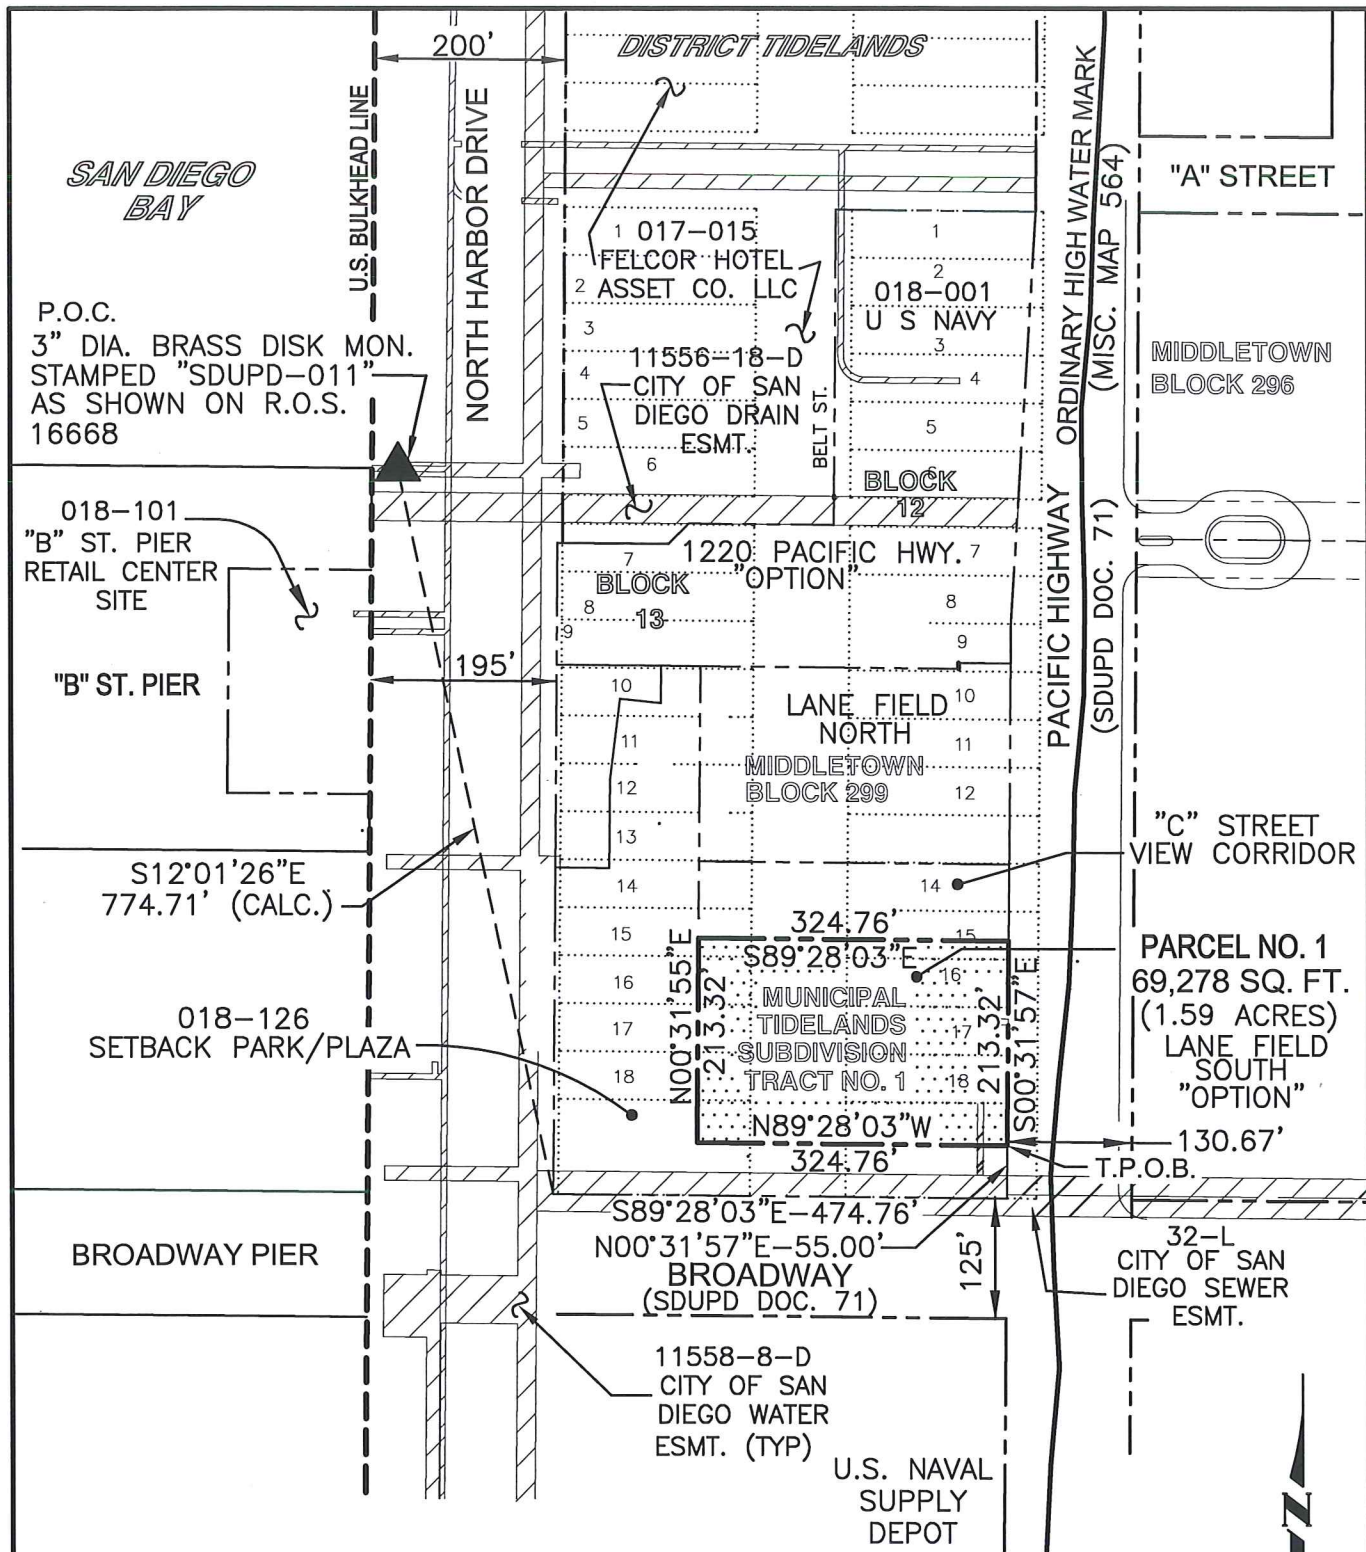 200'
DISTRICT TIDELANDS
SAN DIEGO
BAY
U.S. BULKHEAD LINE
NORTH HARBOR DRIVE
ORDINARY HIGH WATER MARK
(MISC. MAP 564)
"A" STREET
1
017-015
FELCOR HOTEL
ASSET CO. LLC
2
3
4
5
6
1
2
018-001
U S NAVY
3
4
5
6
P.O.C.
3" DIA. BRASS DISK MON.
STAMPED "SDUPD-011"
AS SHOWN ON R.O.S.
16668
11556-18-D
CITY OF SAN
DIEGO DRAIN
ESMT.
BELT ST.
BLOCK
12
MIDDLETOWN
BLOCK 296
PACIFIC HIGHWAY
(SDUPD DOC. 71)
018-101
"B" ST. PIER
RETAIL CENTER
SITE
"B" ST. PIER
7
BLOCK
13
8
9
1220 PACIFIC HWY.
"OPTION"
7
8
9
195'
10
11
12
13
14
15
16
17
18
LANE FIELD
NORTH
MIDDLETOWN
BLOCK 299
10
11
12
14
15
16
17
18
"C" STREET
VIEW CORRIDOR
S12°01'26"E
774.71' (CALC.)
324.76'
S89°28'03"E
N00°31'55"E
213.32'
MUNICIPAL
TIDELANDS
SUBDIVISION
TRACT NO. 1
213.32'
S00°31'57"E
N89°28'03"W
324.76'
PARCEL NO. 1
69,278 SQ. FT.
(1.59 ACRES)
LANE FIELD
SOUTH
"OPTION"
130.67'
T.P.O.B.
018-126
SETBACK PARK/PLAZA
S89°28'03"E-474.76'
N00°31'57"E-55.00'
BROADWAY
(SDUPD DOC. 71)
125'
32-L
CITY OF SAN
DIEGO SEWER
ESMT.
BROADWAY PIER
11558-8-D
CITY OF SAN
DIEGO WATER
ESMT. (TYP)
U.S. NAVAL
SUPPLY
DEPOT
N